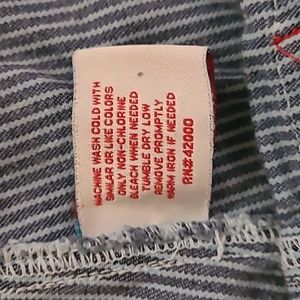 MACHINE WASH COLD WITH
SIMILAR OR LIKE COLORS
ONLY NON-CHLORINE
BLEACH WHEN NEEDED
TUMBLE DRY LOW
REMOVE PROMPTLY
WARM IRON IF NEEDED
RN#42000